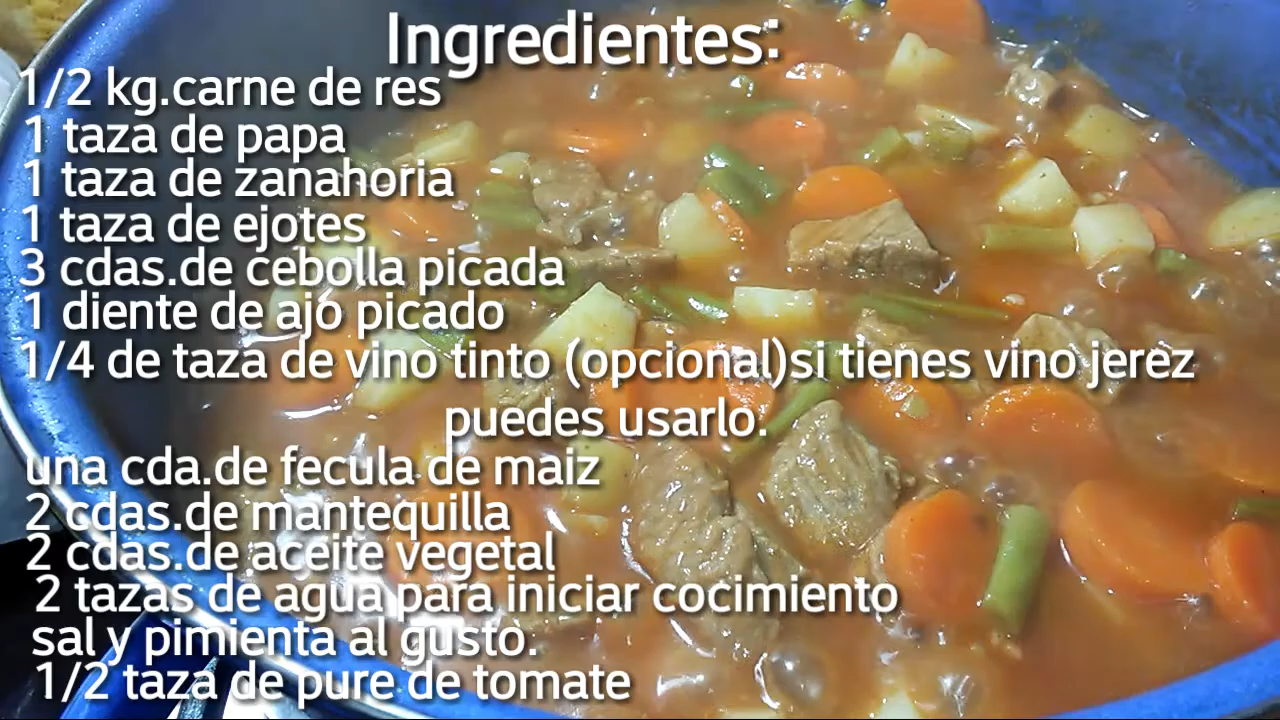 Ingredientes:
1/2 kg.carne de res
1 taza de papa
1 taza de zanahoria
1 taza de ejotes
3 cdas.de cebolla picada
1 diente de ajo picado
1/4 de taza de vino tinto (opcional)si tienes vino jerez
puedes usarlo.
una cda.de fecula de maiz
2 cdas.de mantequilla
2 cdas.de aceite vegetal
2 tazas de agua para iniciar cocimiento
sal y pimienta al gusto.
1/2 taza de pure de tomate